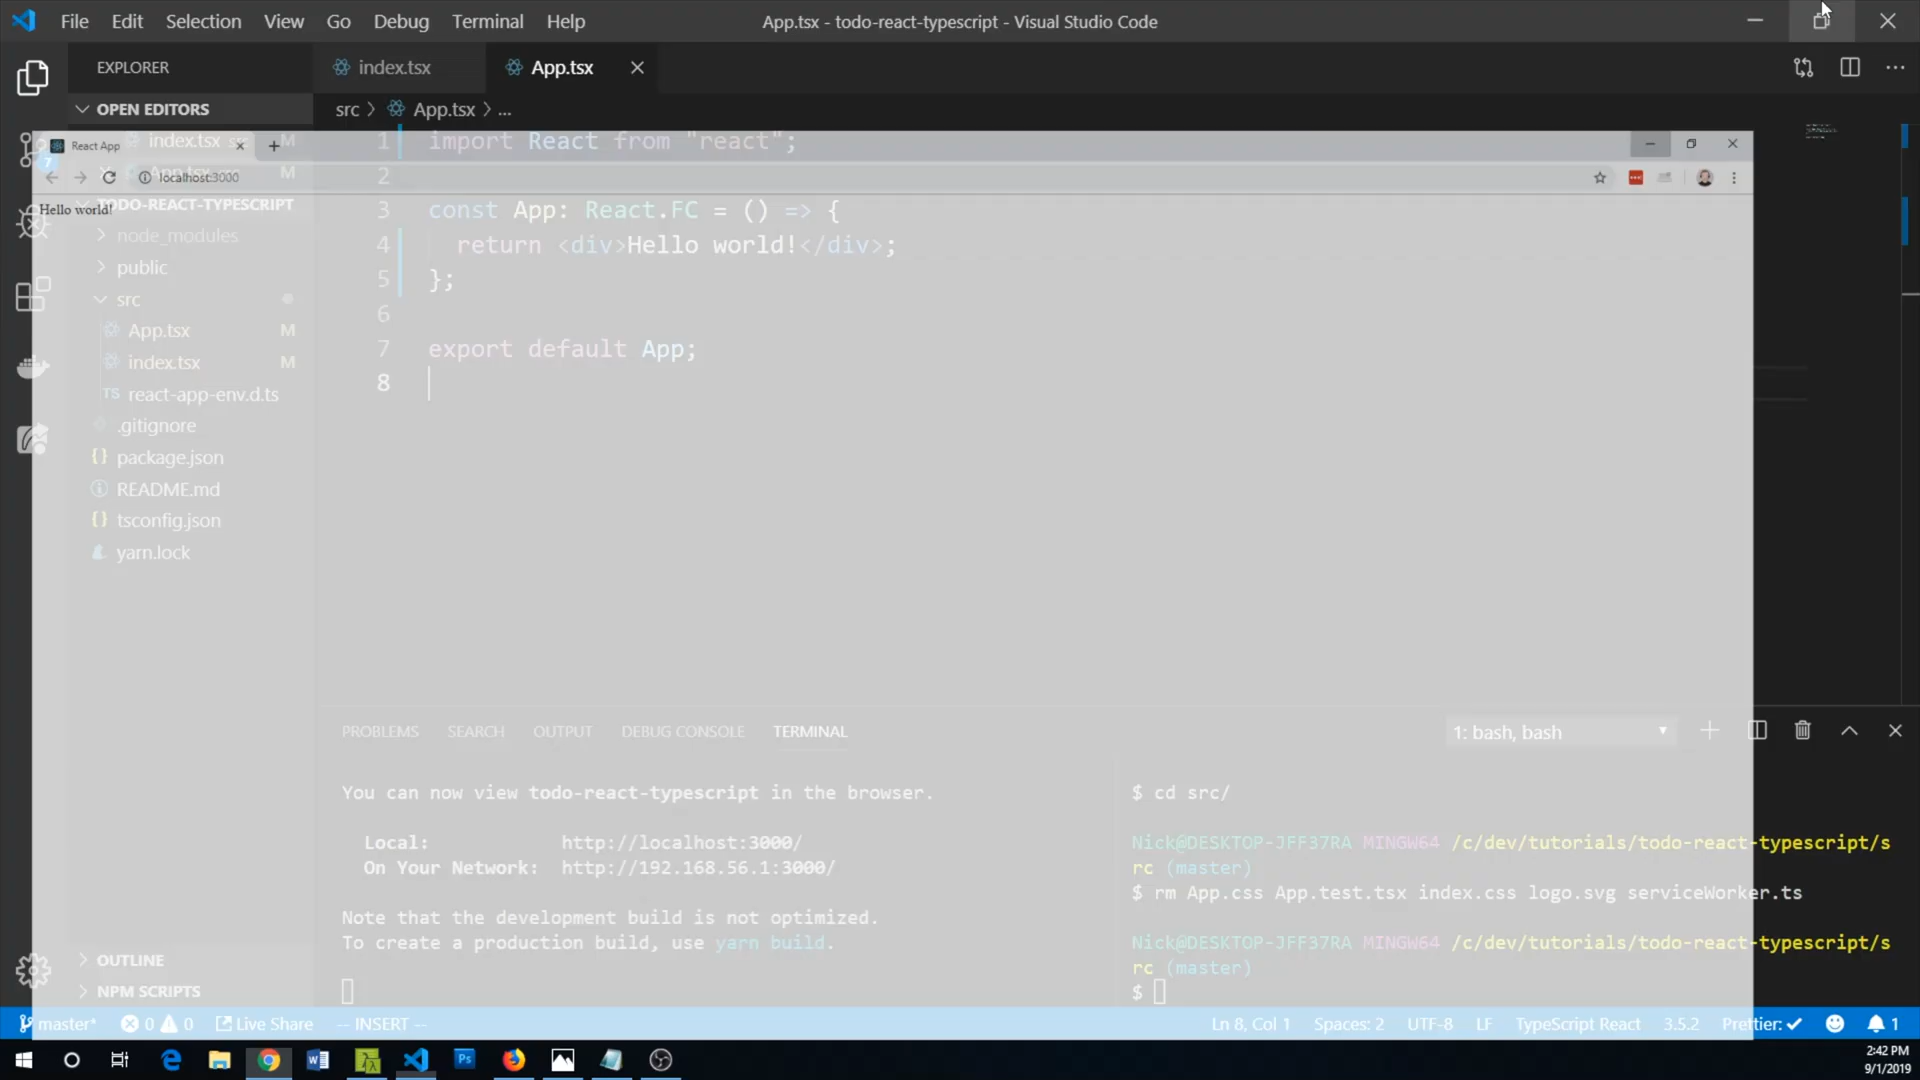 File Edit Selection View Go Debug Terminal Help
App.tsx - todo-react-typescript - Visual Studio Code
EXPLORER
index.tsx
App.tsx
OPEN EDITORS
src > App.tsx > ...
index.tsx M
React App
App.tsx M
localhost:3000
7
Hello world!
TODO-REACT-TYPESCRIPT
node_modules
public
src
App.tsx M
index.tsx M
TS react-app-env.d.ts
.gitignore
{} package.json
README.md
{} tsconfig.json
yarn.lock
OUTLINE
NPM SCRIPTS
1 import React from "react";
2
3 const App: React.FC = () => {
4 return <div>Hello world!</div>;
5 };
6
7 export default App;
8
PROBLEMS SEARCH OUTPUT DEBUG CONSOLE TERMINAL
1: bash, bash
You can now view todo-react-typescript in the browser.
Local: http://localhost:3000/
On Your Network: http://192.168.56.1:3000/
Note that the development build is not optimized.
To create a production build, use yarn build.
$ cd src/
Nick@DESKTOP-JFF37RA MINGW64 /c/dev/tutorials/todo-react-typescript/s
rc (master)
$ rm App.css App.test.tsx index.css logo.svg serviceWorker.ts
Nick@DESKTOP-JFF37RA MINGW64 /c/dev/tutorials/todo-react-typescript/s
rc (master)
$
master* 0 0 Live Share -- INSERT --
Ln 8, Col 1 Spaces: 2 UTF-8 LF TypeScript React 3.5.2 Prettier: ✓ 1
Ps
2:42 PM
9/1/2019